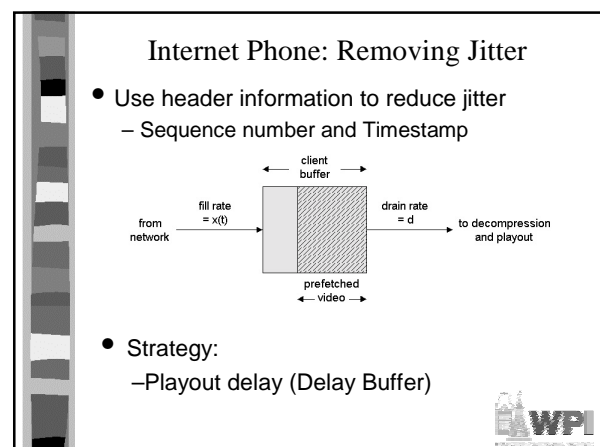 Internet Phone: Removing Jitter
• Use header information to reduce jitter
– Sequence number and Timestamp
client
buffer
fill rate
= x(t)
drain rate
= d
from
network
to decompression
and playout
prefetched
video
• Strategy:
–Playout delay (Delay Buffer)
WPI